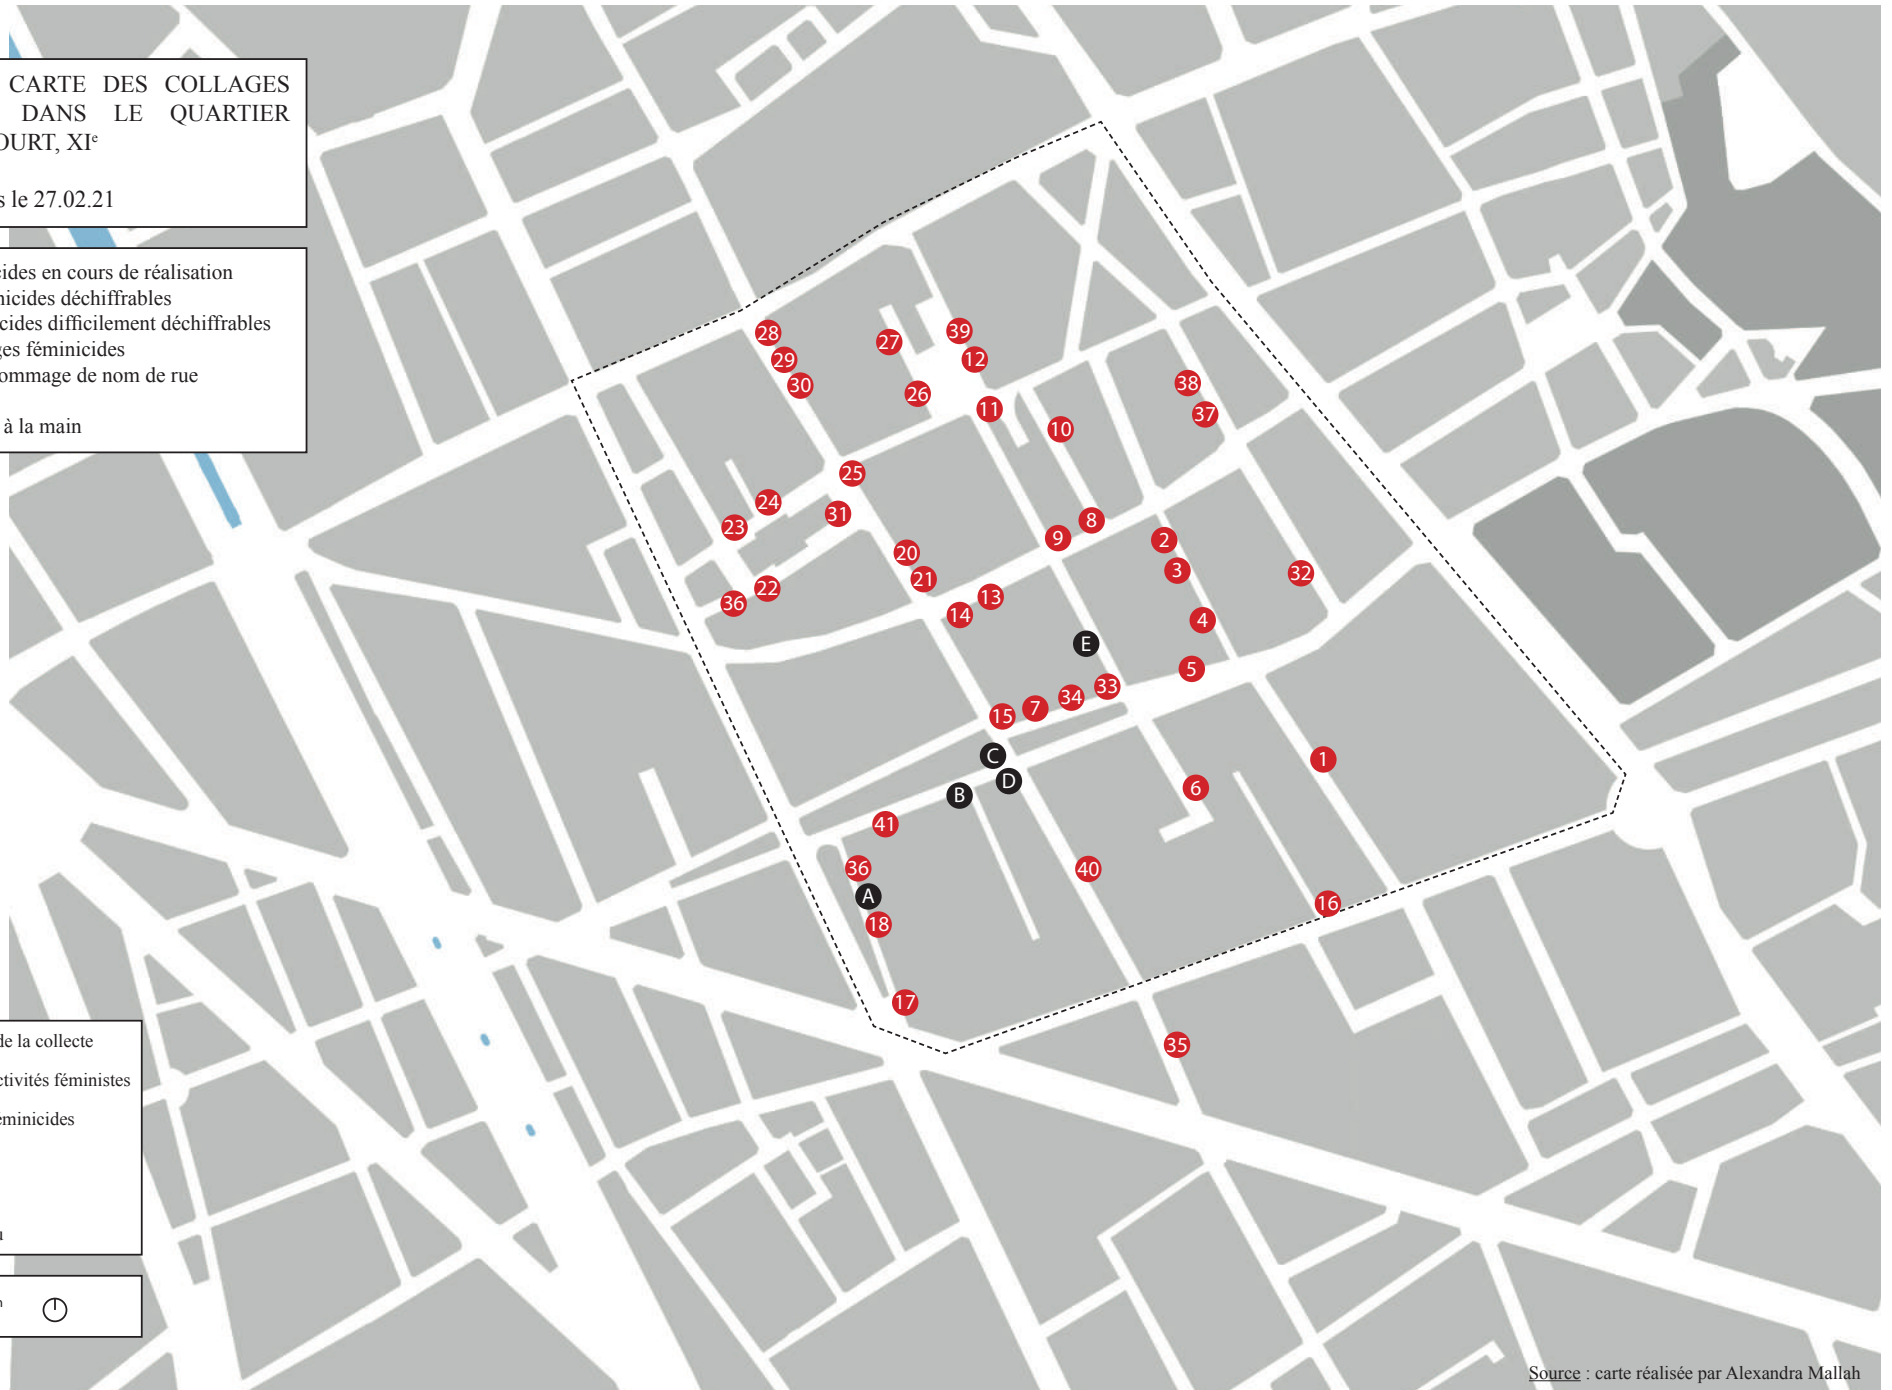 CARTE DES COLLAGES
DANS LE QUARTIER
OURT, XIe
s le 27.02.21
cides en cours de réalisation
nicides déchiffrables
cides difficilement déchiffrables
ges féminicides
ommage de nom de rue
à la main
28
29
30
27
39
12
26
11
10
38
37
25
24
23
31
20
21
22
36
9
8
2
3
32
14
13
4
E
5
33
34
7
15
C
D
B
1
6
41
36
A
18
40
16
17
35
de la collecte
ctivités féministes
éminicides
u
n
Source : carte réalisée par Alexandra Mallah